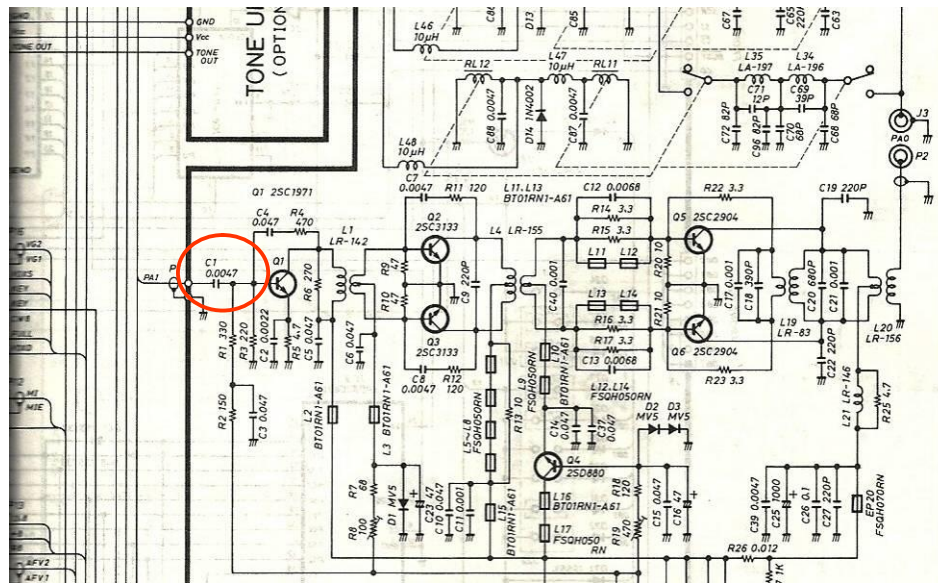 GND
Vcc
TONE
OUT
TONE OUT
TONE U
(OPTION
L46
10μH
C80
D13
C85
C67
C65
220P
C63
RL12
L47
10μH
RL11
C88 0.0047
D14 1N4002
C87 0.0047
L35
LA-197
L34
LA-196
C71
12P
C69
39P
C72 82P
C96 82P
C70
68P
C68 68P
J3
PA0
P2
L48
10μH
C7
0.0047
R11 120
L11.L13
BT01RN1-A61
C12 0.0068
R14 3.3
R15 3.3
L11
L12
R22 3.3
C19 220P
Q1 2SC1971
C4
0.047
R4
470
L1
LR-142
Q2
2SC3133
L4 LR-155
Q5
2SC2904
VG2
VG1
KEY
KEY
PA1
P
C1
0.0047
Q1
R6 270
R9
47
R10
47
C9 220P
C40 0.001
R20 10
R21 10
C17 0.001
C18 390P
C20 680P
C21 0.001
L13
L14
R16 3.3
R17 3.3
C13 0.0068
Q3
2SC3133
Q6 2SC2904
L19
LR-83
L20
LR-156
R1 330
R3 220
C2 0.0022
R5 4.7
C5 0.047
C6 0.047
C8
0.0047
R12
120
L12.L14
FSQH050RN
R23 3.3
C22 220P
R2 150
C3 0.047
L2
BT01RN1-A61
L3
BT01RN1-A61
L5~L8
FSQH050RN
R13 10
L9
FSQH050RN
L10
BT01RN1-A61
D2
MV5
D3
MV5
L21 LR-146
R25 4.7
MI
MIE
C14
0.047
C37
0.047
Q4
2SD880
R7
68
R8
100
D1 MV5
C23 47
C10 0.047
C11 0.001
L15
BT01RN1-A61
L16
BT01RN1-A61
L17
FSQH050
RN
R18
120
R19
470
C15 0.047
C16 47
C39 0.0047
C25 1000
C26 0.1
C27 220P
EP20
FSQH070RN
R26 0.012
1K
AFV2
AFV1